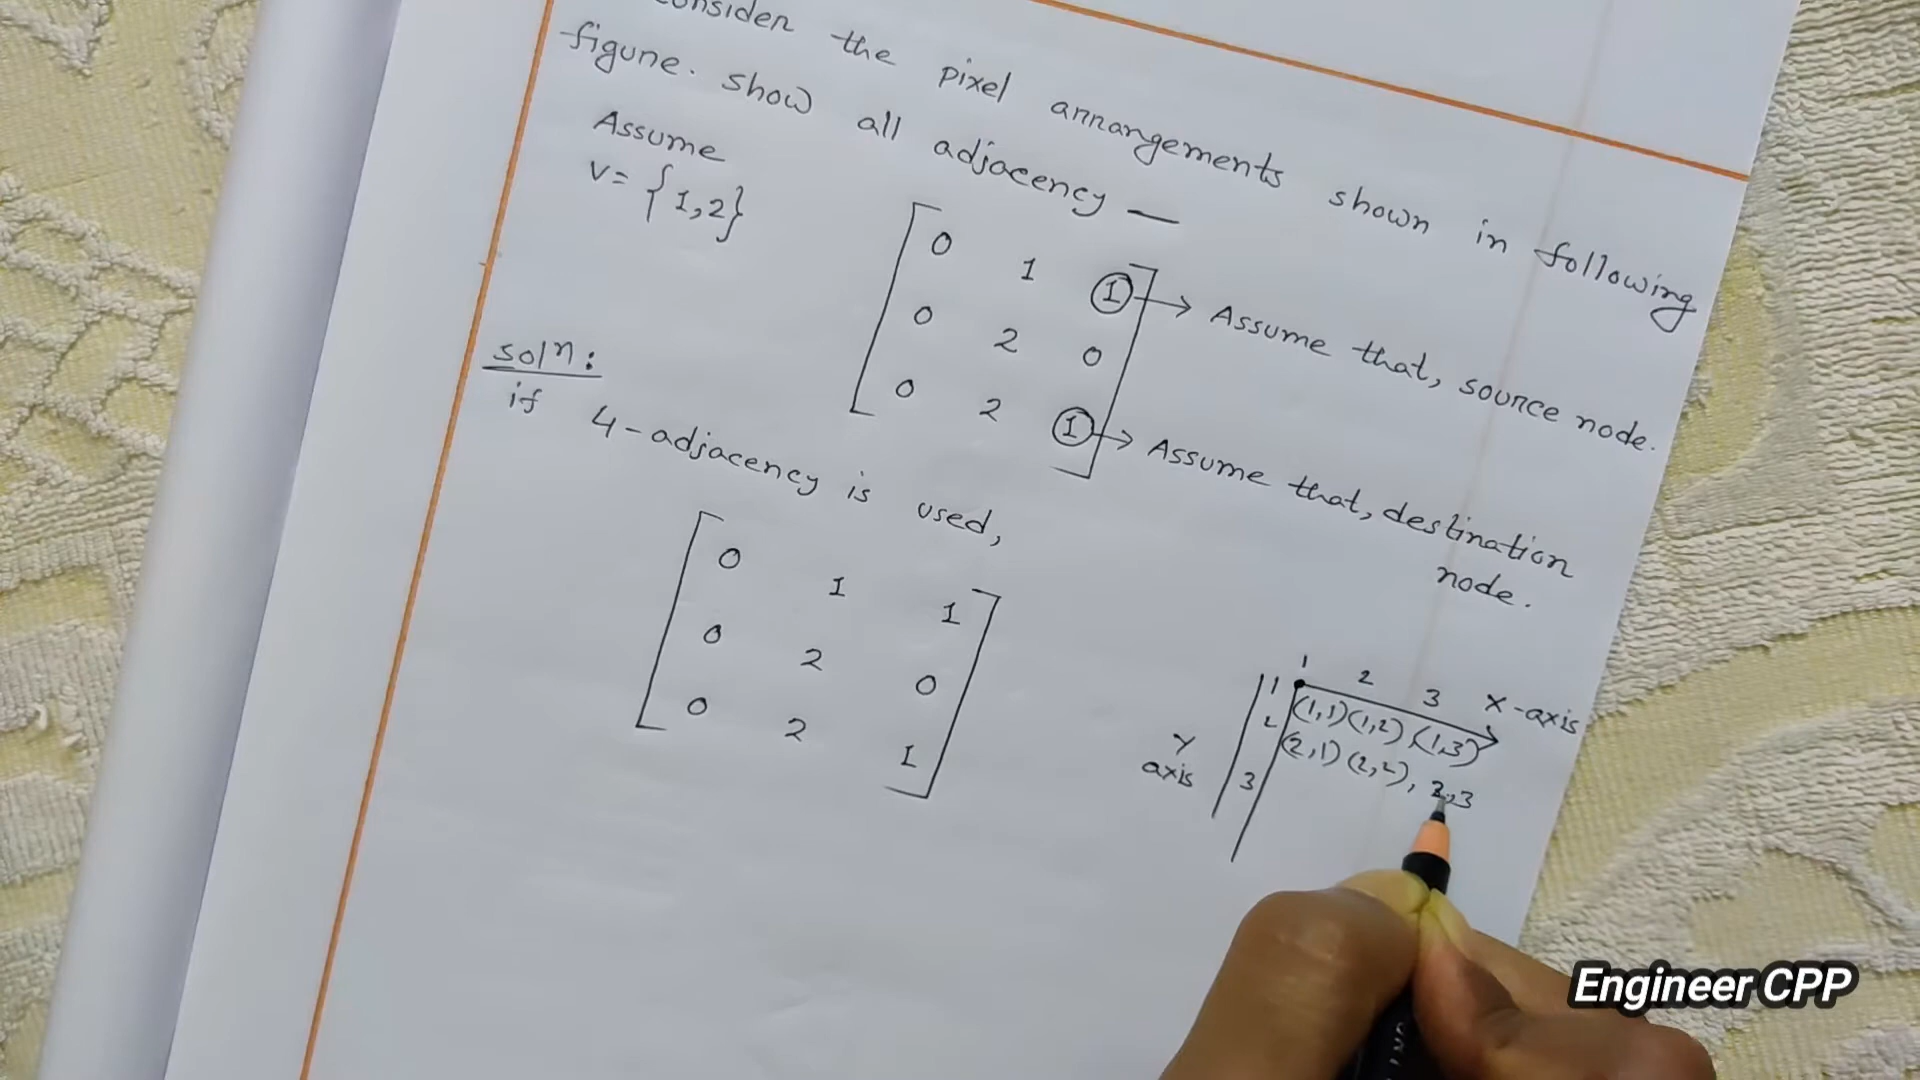 consider the pixel arrangements shown in following
figure. show all adjacency —
Assume
V = {1,2}
0 1 1 → Assume that, source node.
0 2 0
0 2 1 → Assume that, destination
node.
soln:
if 4-adjacency is used,
0 1 1
0 2 0
0 2 1
1 2 3 X-axis
1 (1,1) (1,2) (1,3)
2 (2,1) (2,2), 2,3
3
Y
axis
Engineer CPP